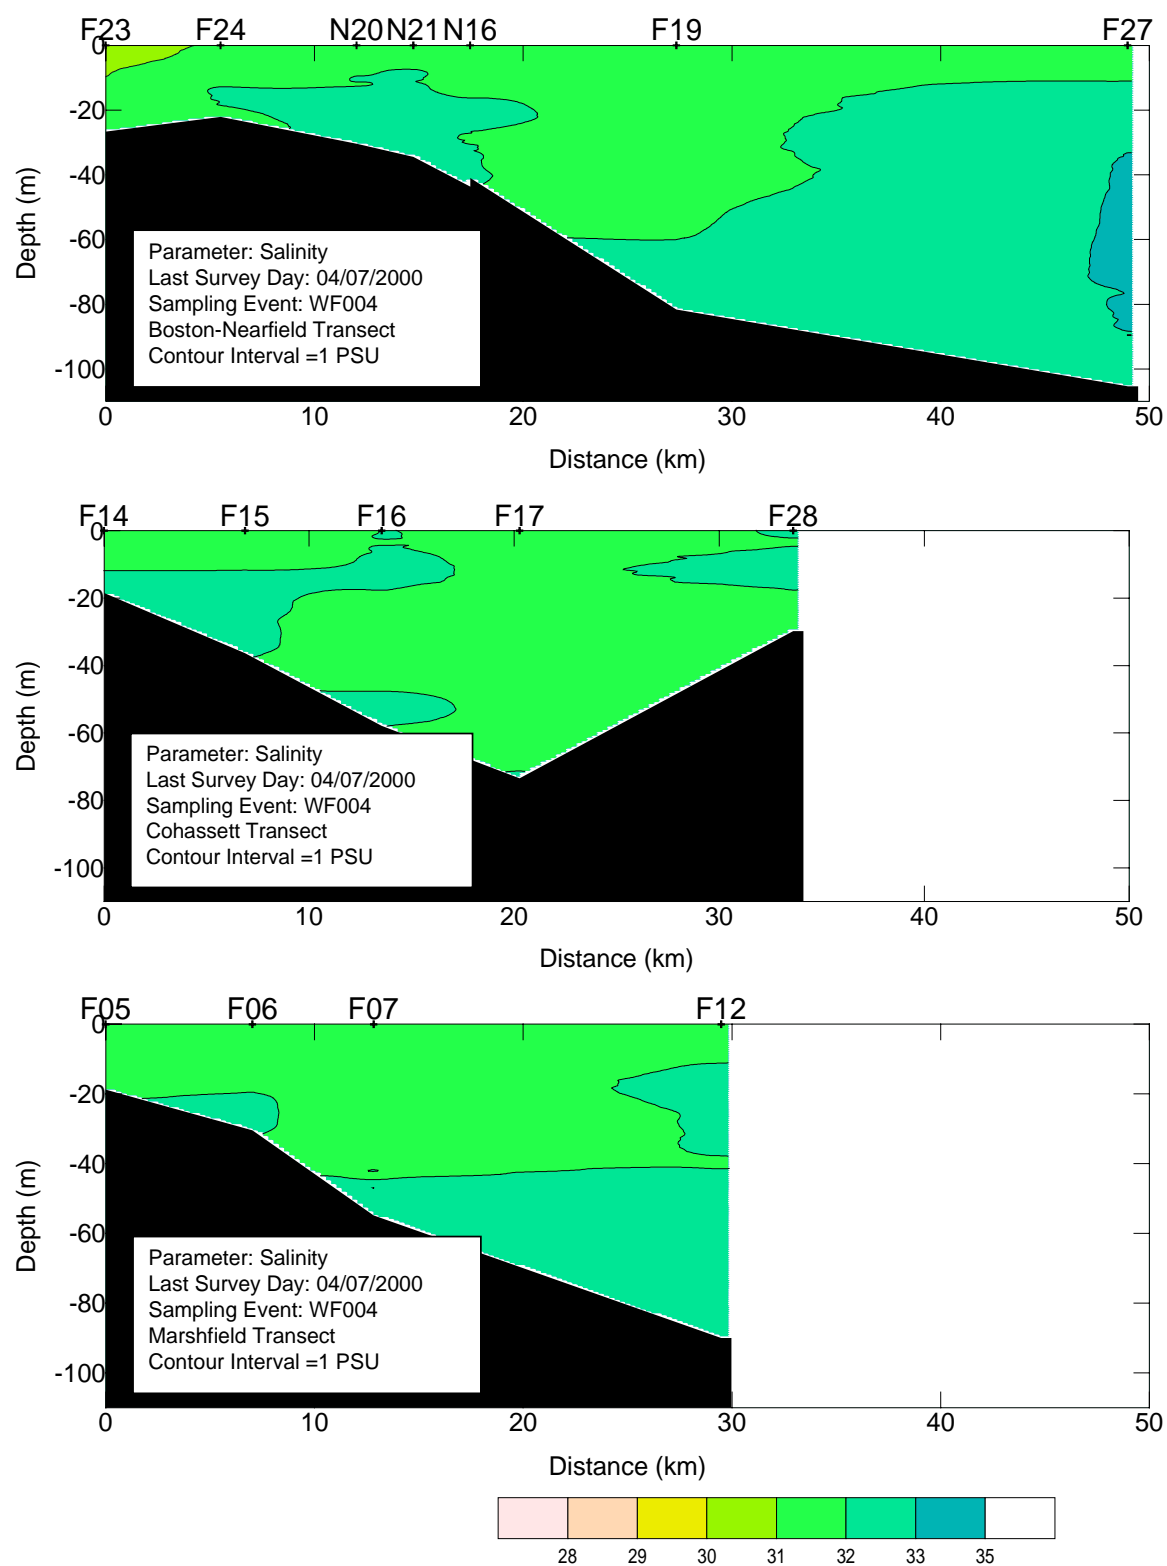 F23 F24 N20 N21 N16 F19 F27
0
-20
-40
-60
-80
-100
Depth (m)
Parameter: Salinity
Last Survey Day: 04/07/2000
Sampling Event: WF004
Boston-Nearfield Transect
Contour Interval =1 PSU
0 10 20 30 40 50
Distance (km)
F14 F15 F16 F17 F28
0
-20
-40
-60
-80
-100
Depth (m)
Parameter: Salinity
Last Survey Day: 04/07/2000
Sampling Event: WF004
Cohassett Transect
Contour Interval =1 PSU
0 10 20 30 40 50
Distance (km)
F05 F06 F07 F12
0
-20
-40
-60
-80
-100
Depth (m)
Parameter: Salinity
Last Survey Day: 04/07/2000
Sampling Event: WF004
Marshfield Transect
Contour Interval =1 PSU
0 10 20 30 40 50
Distance (km)
28 29 30 31 32 33 35